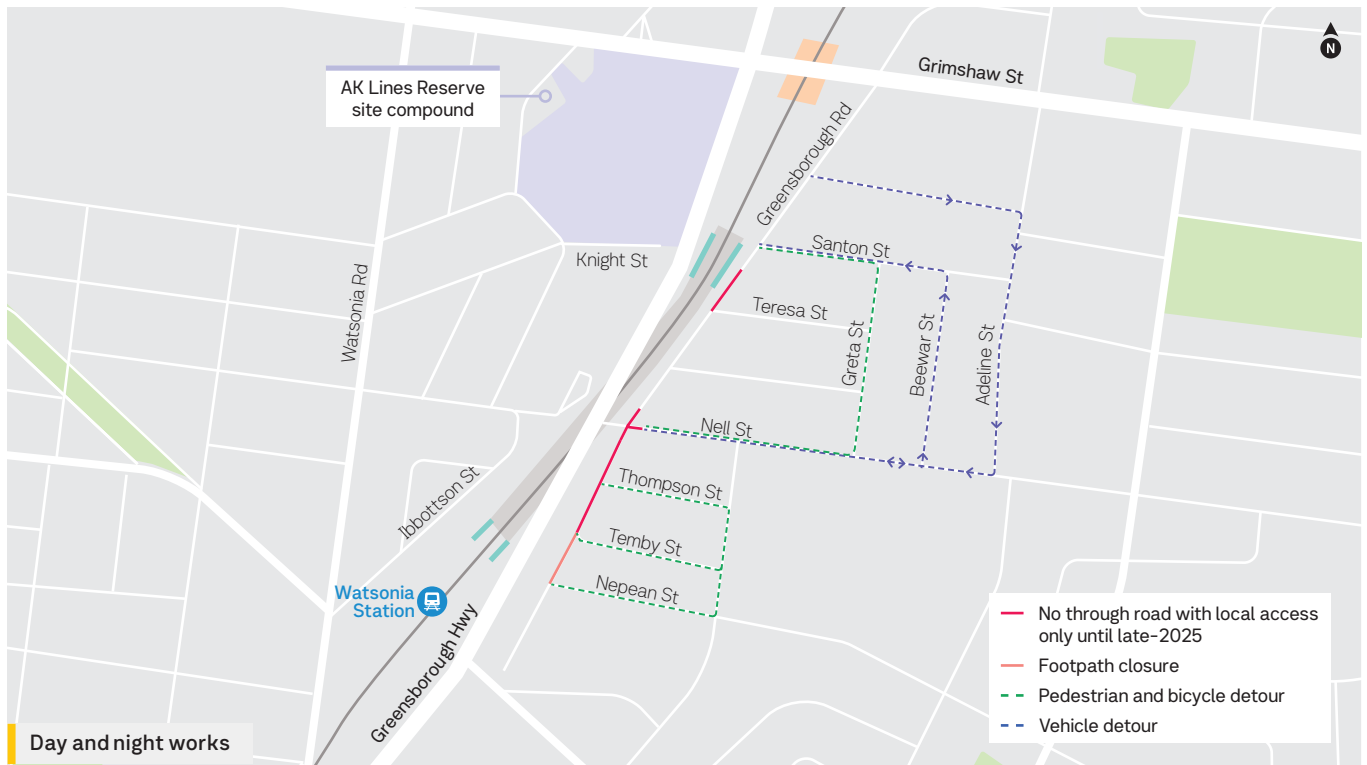 N
Grimshaw St
AK Lines Reserve
site compound
Greensborough Rd
Santon St
Knight St
Watsonia Rd
Teresa St
Greta St
Beewar St
Adeline St
Nell St
Ibbottson St
Thompson St
Temby St
Nepean St
Watsonia
Station
Greensborough Hwy
No through road with local access
only until late-2025
Footpath closure
Pedestrian and bicycle detour
Vehicle detour
Day and night works